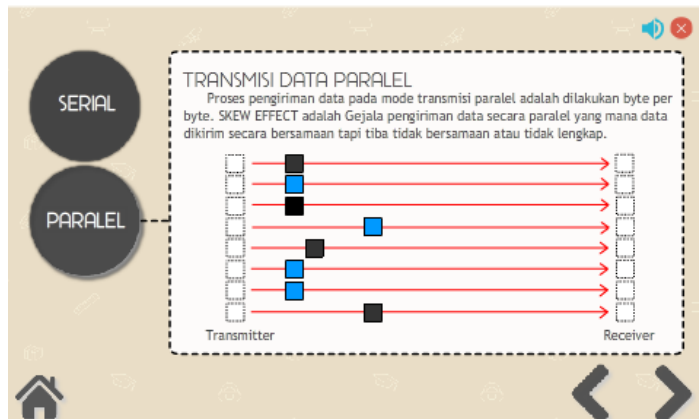 SERIAL
PARALEL
TRANSMISI DATA PARALEL
Proses pengiriman data pada mode transmisi paralel adalah dilakukan byte per
byte. SKEW EFFECT adalah Gejala pengiriman data secara paralel yang mana data
dikirim secara bersamaan tapi tiba tidak bersamaan atau tidak lengkap.
Transmitter
Receiver